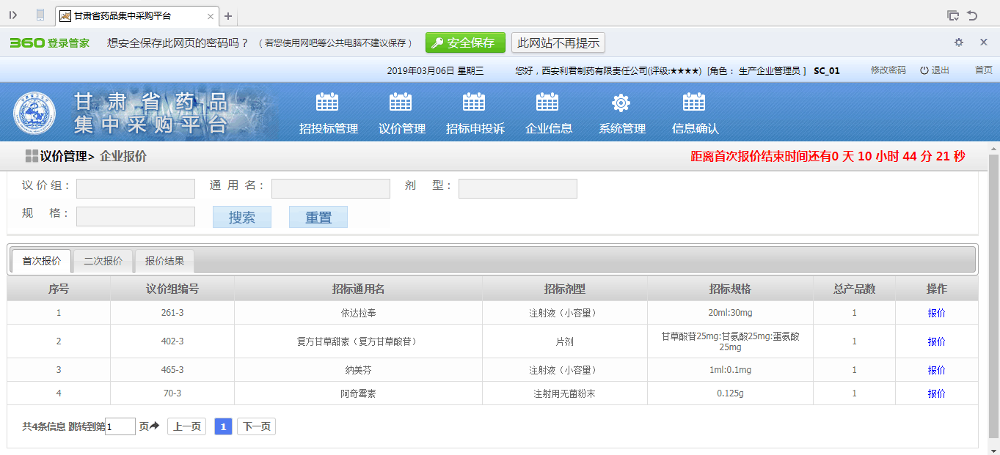 甘肃省药品集中采购平台
360登录管家 想安全保存此网页的密码吗？ （若您使用网吧等公共电脑不建议保存） 安全保存 此网站不再提示
2019年03月06日 星期三 您好，西安利君制药有限责任公司(评级:★★★★) [角色： 生产企业管理员 ] SC_01 修改密码 退出 首页
甘肃省药品
集中采购平台
招投标管理 议价管理 招标申投诉 企业信息 系统管理 信息确认
议价管理> 企业报价 距离首次报价结束时间还有0 天 10 小时 44 分 21 秒
议价组： 通用名： 剂 型：
规 格： 搜索 重置
首次报价 二次报价 报价结果
序号 议价组编号 招标通用名 招标剂型 招标规格 总产品数 操作
1 261-3 依达拉奉 注射液（小容量） 20ml:30mg 1 报价
2 402-3 复方甘草甜素（复方甘草酸苷） 片剂 甘草酸苷25mg:甘氨酸25mg:蛋氨酸25mg 1 报价
3 465-3 纳美芬 注射液（小容量） 1ml:0.1mg 1 报价
4 70-3 阿奇霉素 注射用无菌粉末 0.125g 1 报价
共4条信息 跳转到第1 页 上一页 1 下一页